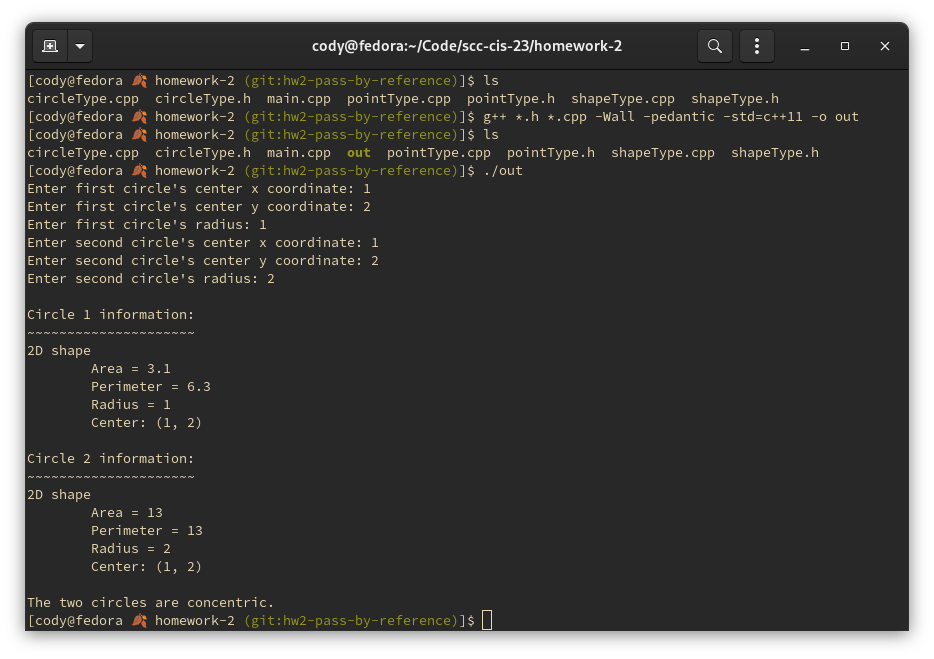 cody@fedora:~/Code/scc-cis-23/homework-2
[cody@fedora 🍂 homework-2 (git:hw2-pass-by-reference)]$ ls
circleType.cpp  circleType.h  main.cpp  pointType.cpp  pointType.h  shapeType.cpp  shapeType.h
[cody@fedora 🍂 homework-2 (git:hw2-pass-by-reference)]$ g++ *.h *.cpp -Wall -pedantic -std=c++11 -o out
[cody@fedora 🍂 homework-2 (git:hw2-pass-by-reference)]$ ls
circleType.cpp  circleType.h  main.cpp  out  pointType.cpp  pointType.h  shapeType.cpp  shapeType.h
[cody@fedora 🍂 homework-2 (git:hw2-pass-by-reference)]$ ./out
Enter first circle's center x coordinate: 1
Enter first circle's center y coordinate: 2
Enter first circle's radius: 1
Enter second circle's center x coordinate: 1
Enter second circle's center y coordinate: 2
Enter second circle's radius: 2

Circle 1 information:
~~~~~~~~~~~~~~~~~~~~~
2D shape
        Area = 3.1
        Perimeter = 6.3
        Radius = 1
        Center: (1, 2)

Circle 2 information:
~~~~~~~~~~~~~~~~~~~~~
2D shape
        Area = 13
        Perimeter = 13
        Radius = 2
        Center: (1, 2)

The two circles are concentric.
[cody@fedora 🍂 homework-2 (git:hw2-pass-by-reference)]$